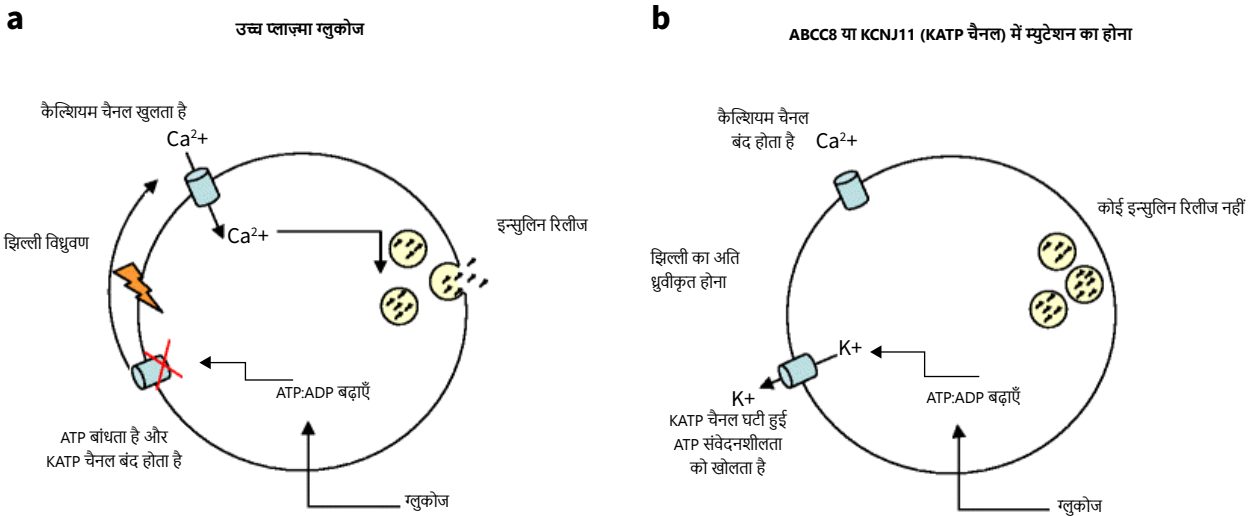 a
उच्च प्लाज़्मा ग्लुकोज
कैल्शियम चैनल खुलता है
Ca²+
Ca²+
झिल्ली विध्रुवण
इन्सुलिन रिलीज
ATP:ADP बढ़ाएँ
ATP बांधता है और
KATP चैनल बंद होता है
ग्लुकोज
b
ABCC8 या KCNJ11 (KATP चैनल) में म्युटेशन का होना
कैल्शियम चैनल
बंद होता है
Ca²+
कोई इन्सुलिन रिलीज नहीं
झिल्ली का अति
ध्रुवीकृत होना
K+
K+
ATP:ADP बढ़ाएँ
KATP चैनल घटी हुई
ATP संवेदनशीलता
को खोलता है
ग्लुकोज